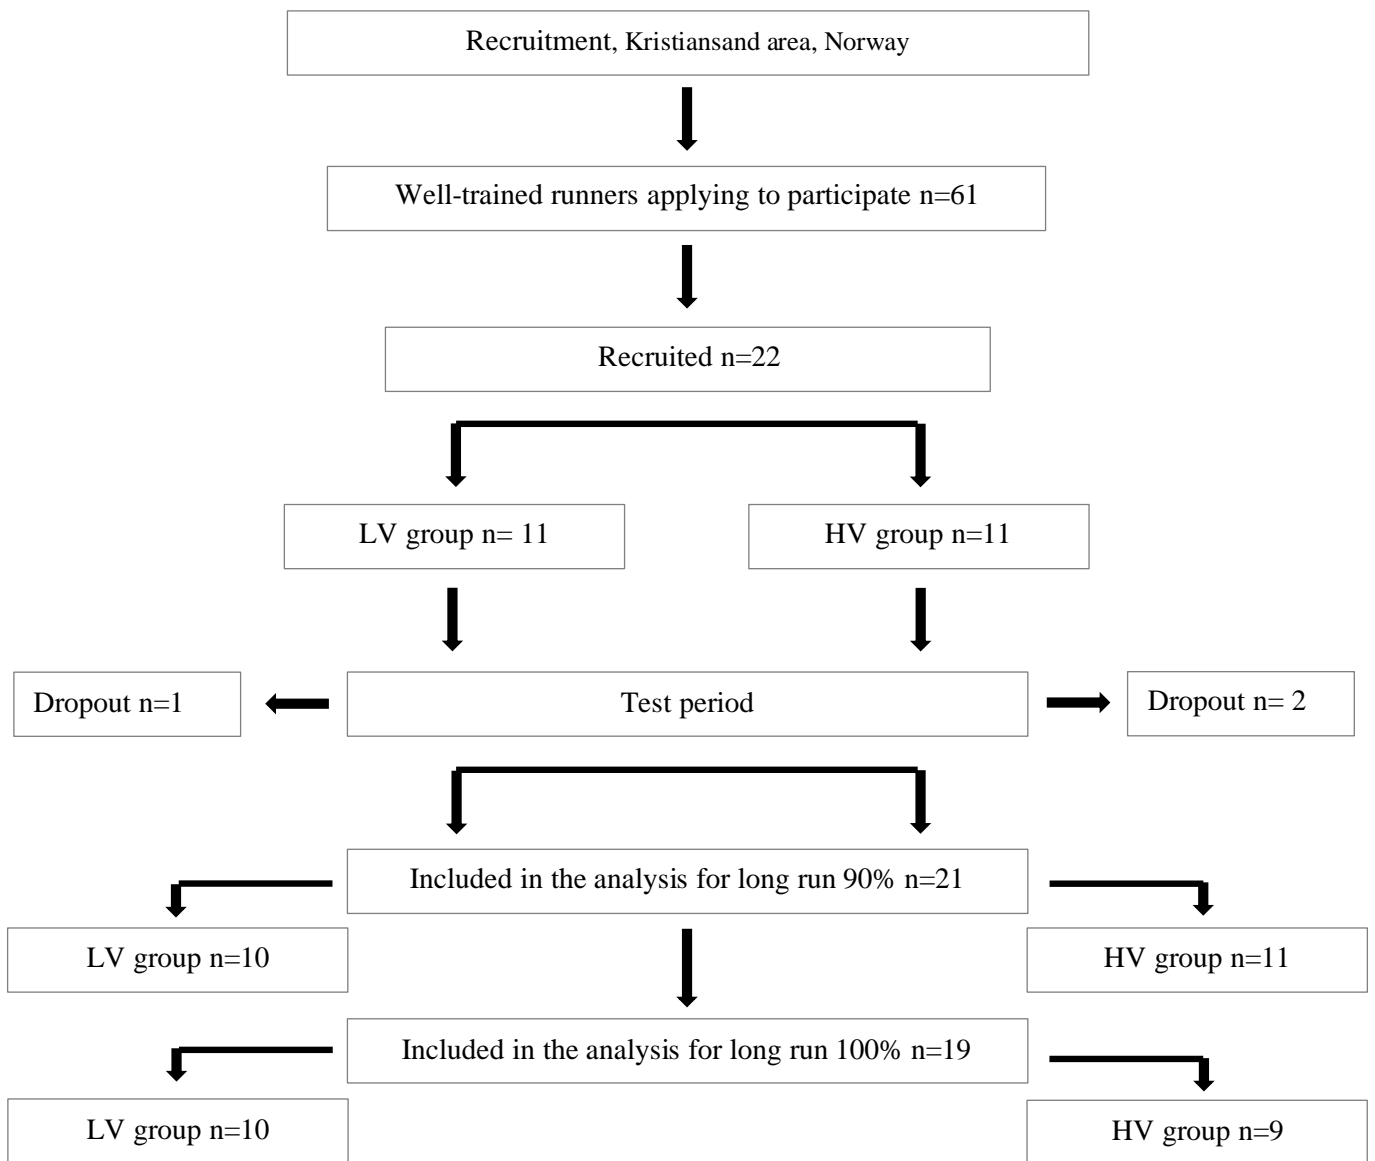 Recruitment, Kristiansand area, Norway
Well-trained runners applying to participate n=61
Recruited n=22
LV group n= 11
HV group n=11
Dropout n=1
Test period
Dropout n= 2
Included in the analysis for long run 90% n=21
LV group n=10
HV group n=11
Included in the analysis for long run 100% n=19
LV group n=10
HV group n=9